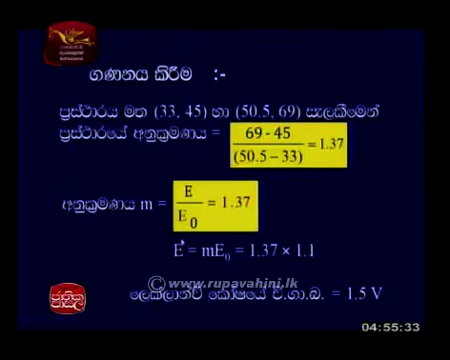 ගණනය කිරීම :-
ප්‍රස්ථාරය මත (33, 45) හා (50.5, 69) සැලකීමෙන්
ප්‍රස්ථාරයේ අනුක්‍රමණය = 69 - 45 / (50.5 – 33) = 1.37
අනුක්‍රමණය m = E / E0 = 1.37
E = mE0 = 1.37 × 1.1
© www.rupavahini.lk
ලෙක්ලාන්චි කෝෂයේ වි.ගා.බ. = 1.5 V
04:55:33